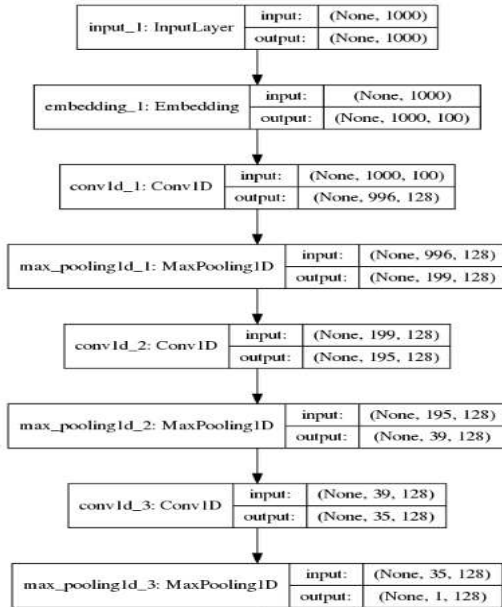 input_1: InputLayer
input: (None, 1000)
output: (None, 1000)
embedding_1: Embedding
input: (None, 1000)
output: (None, 1000, 100)
conv1d_1: Conv1D
input: (None, 1000, 100)
output: (None, 996, 128)
max_pooling1d_1: MaxPooling1D
input: (None, 996, 128)
output: (None, 199, 128)
conv1d_2: Conv1D
input: (None, 199, 128)
output: (None, 195, 128)
max_pooling1d_2: MaxPooling1D
input: (None, 195, 128)
output: (None, 39, 128)
conv1d_3: Conv1D
input: (None, 39, 128)
output: (None, 35, 128)
max_pooling1d_3: MaxPooling1D
input: (None, 35, 128)
output: (None, 1, 128)